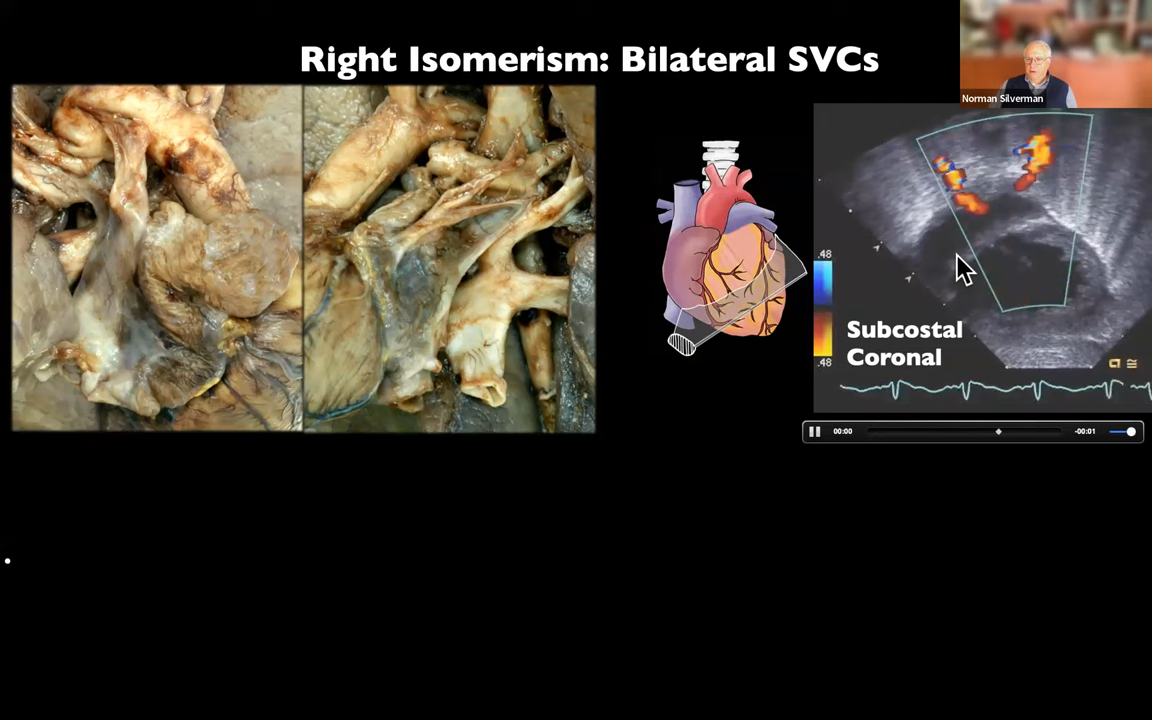 Right Isomerism: Bilateral SVCs
Norman Silverman
.48
.48
Subcostal
Coronal
00:00
-00:01